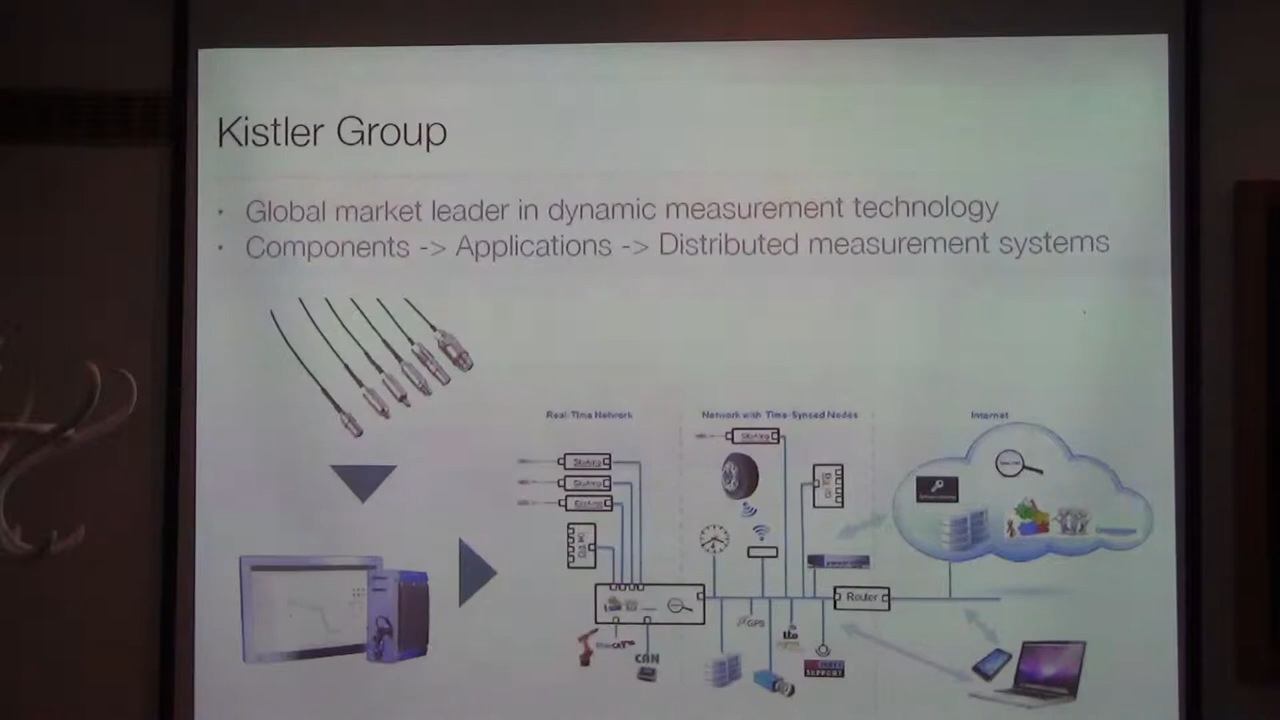 Kistler Group
· Global market leader in dynamic measurement technology
· Components -> Applications -> Distributed measurement systems
Real-Time Network
Network with Time-Synced Nodes
Internet
Router
GPS
CAN
SUPPORT